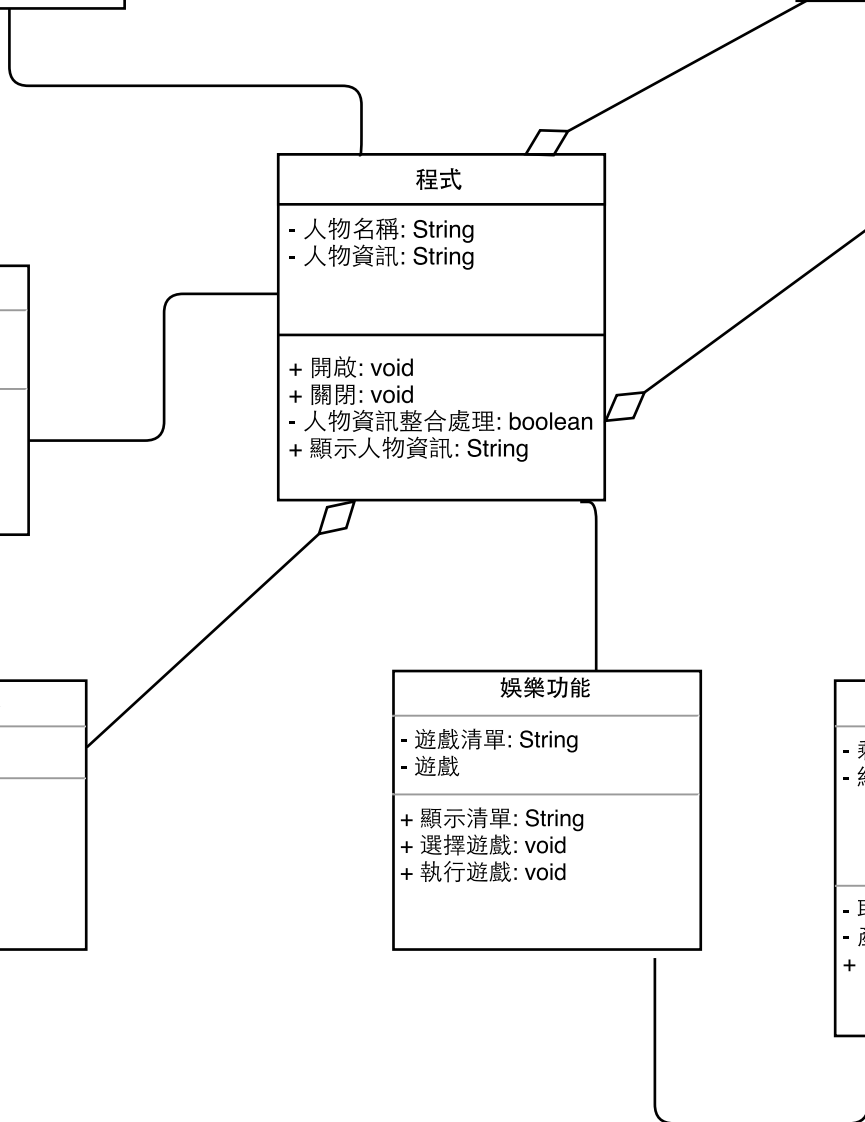 程式
- 人物名稱: String
- 人物資訊: String
+ 開啟: void
+ 關閉: void
- 人物資訊整合處理: boolean
+ 顯示人物資訊: String
娛樂功能
- 遊戲清單: String
- 遊戲
+ 顯示清單: String
+ 選擇遊戲: void
+ 執行遊戲: void
-
-
-
-
+